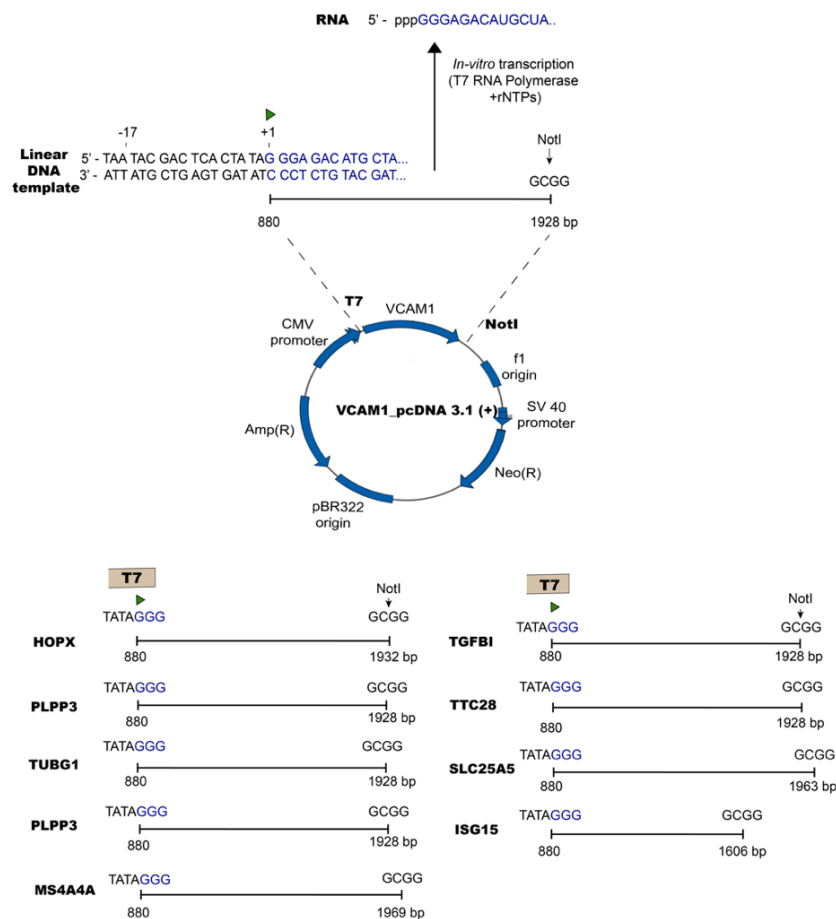 RNA 5' - pppGGGAGACAUGCUA..
In-vitro transcription
(T7 RNA Polymerase
+rNTPs)
-17 +1
NotI
Linear
DNA
template
5' - TAA TAC GAC TCA CTA TAG GGA GAC ATG CTA...
3' - ATT ATG CTG AGT GAT ATC CCT CTG TAC GAT...
GCGG
880 1928 bp
T7
VCAM1
NotI
CMV
promoter
f1
origin
VCAM1_pcDNA 3.1 (+)
SV 40
promoter
Amp(R)
Neo(R)
pBR322
origin
T7
NotI
TATAGGG GCGG
HOPX
880 1932 bp
TATAGGG GCGG
PLPP3
880 1928 bp
TATAGGG GCGG
TUBG1
880 1928 bp
TATAGGG GCGG
PLPP3
880 1928 bp
TATAGGG GCGG
MS4A4A
880 1969 bp
T7
NotI
TATAGGG GCGG
TGFBI
880 1928 bp
TATAGGG GCGG
TTC28
880 1928 bp
TATAGGG GCGG
SLC25A5
880 1963 bp
TATAGGG GCGG
ISG15
880 1606 bp